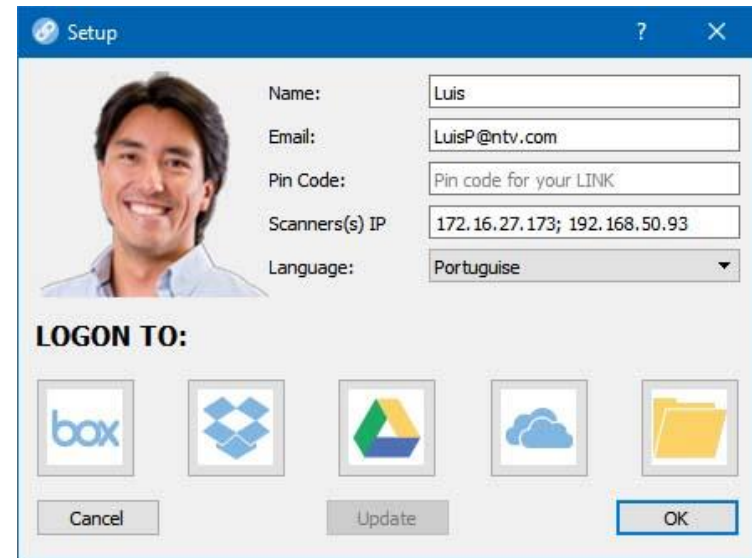 Setup ?
Name: Luis
Email: LuisP@ntv.com
Pin Code: Pin code for your LINK
Scanners(s) IP 172.16.27.173; 192.168.50.93
Language: Portuguise
LOGON TO:
box
Cancel Update OK